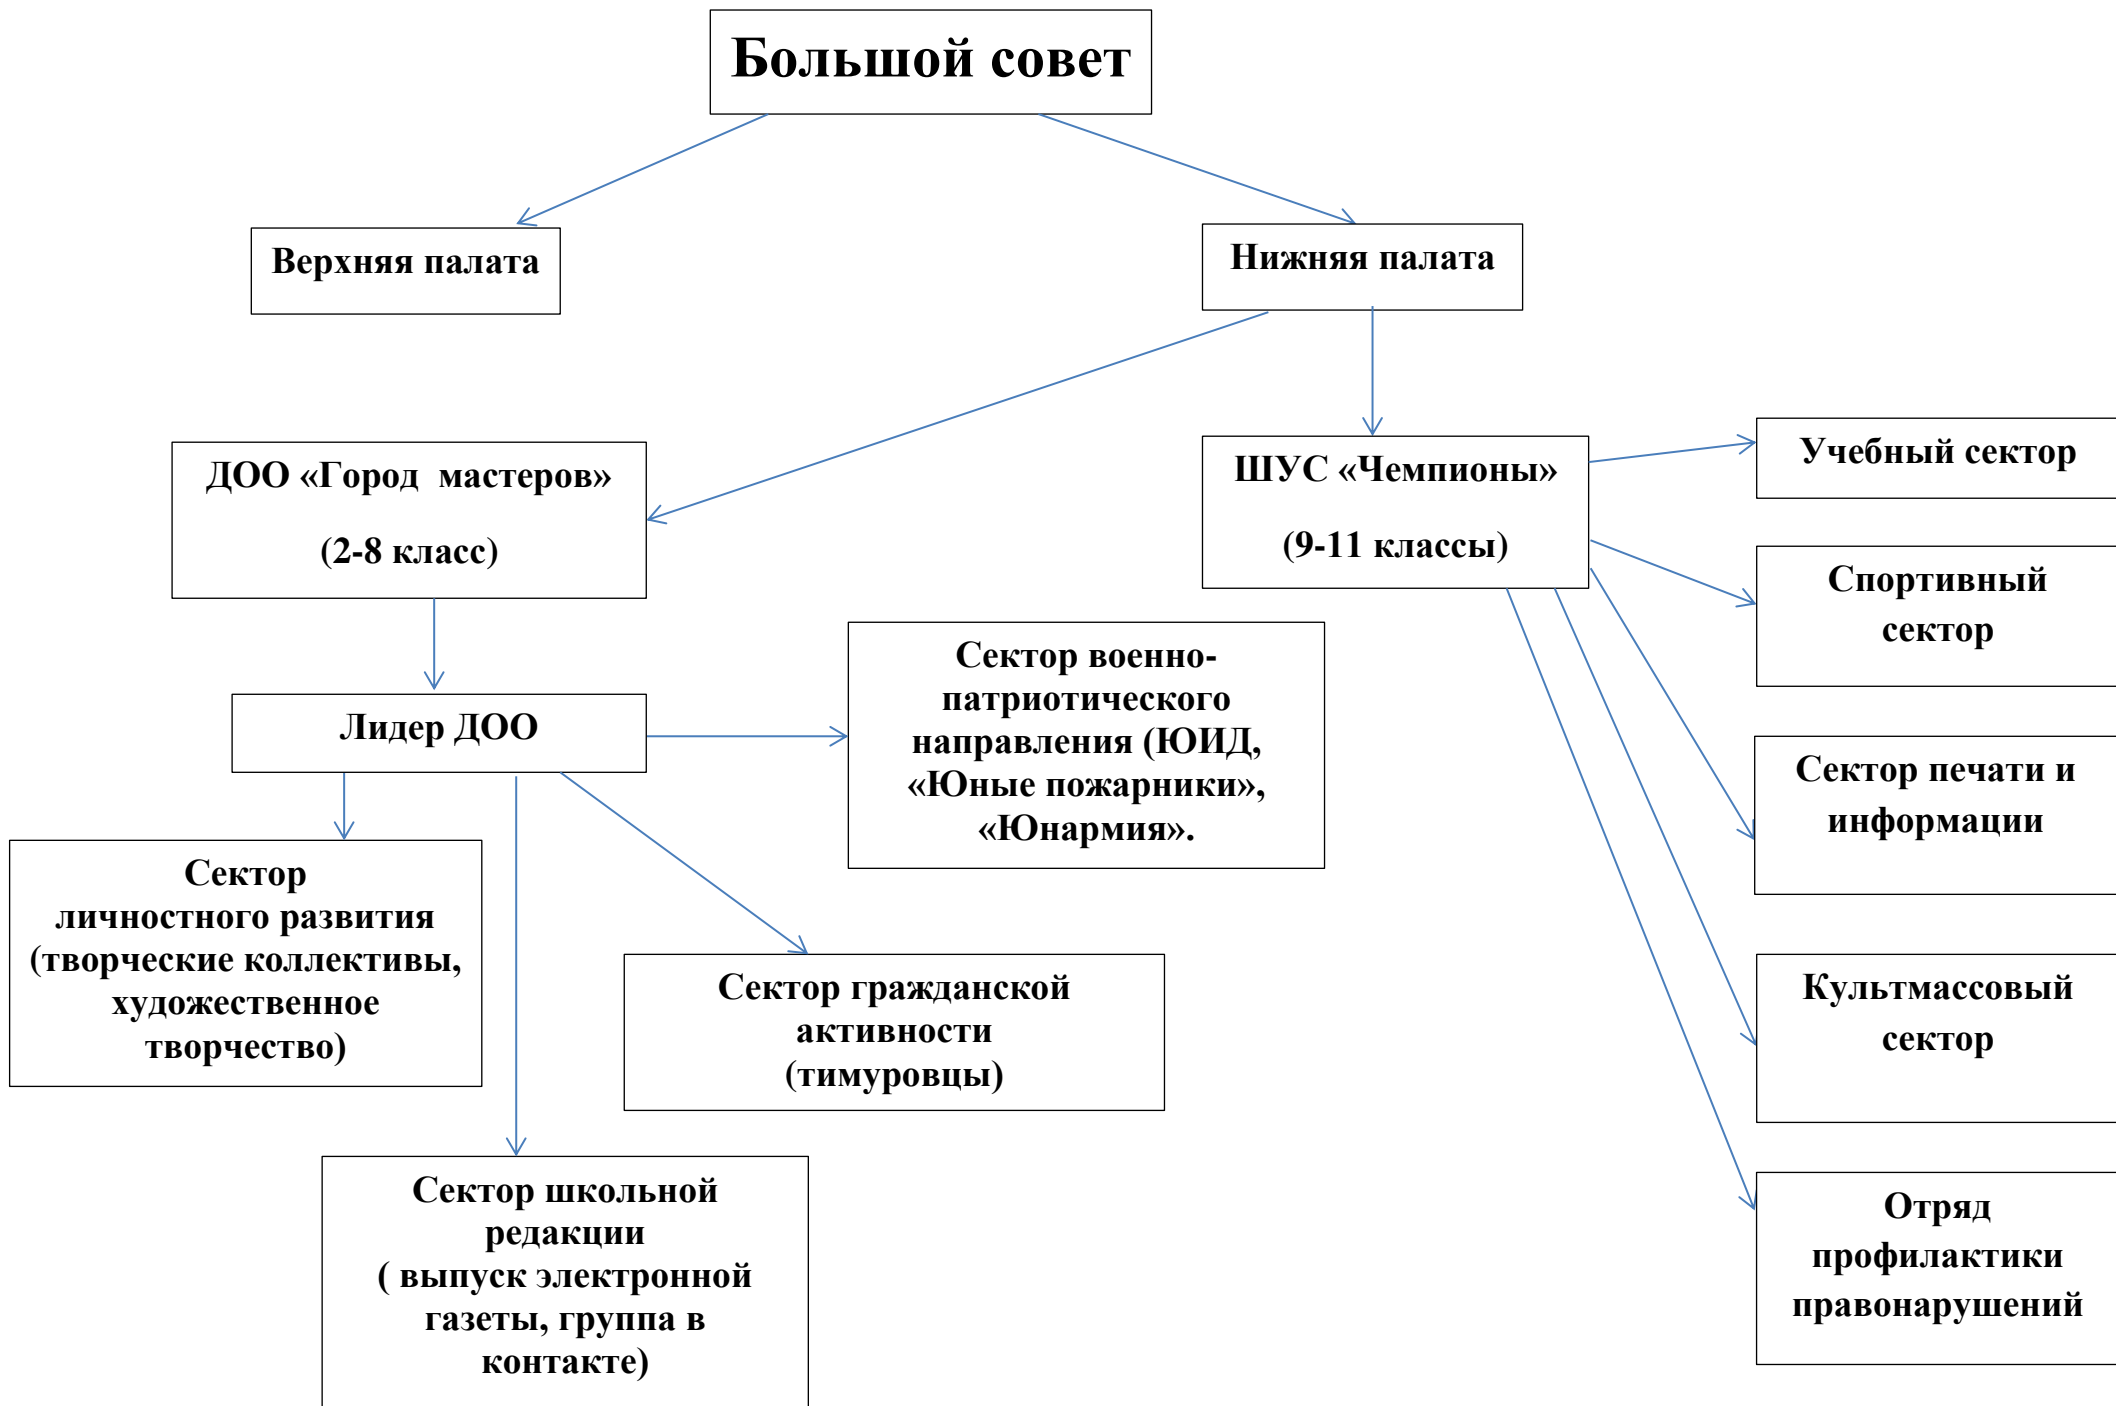 Большой совет
Верхняя палата
Нижняя палата
ДОО «Город  мастеров»
(2-8 класс)
ШУС «Чемпионы»
(9-11 классы)
Учебный сектор
Спортивный
сектор
Сектор военно-
патриотического
направления (ЮИД,
«Юные пожарники»,
«Юнармия».
Лидер ДОО
Сектор печати и
информации
Сектор
личностного развития
(творческие коллективы,
художественное
творчество)
Сектор гражданской
активности
(тимуровцы)
Культмассовый
сектор
Сектор школьной
редакции
( выпуск электронной
газеты, группа в
контакте)
Отряд
профилактики
правонарушений